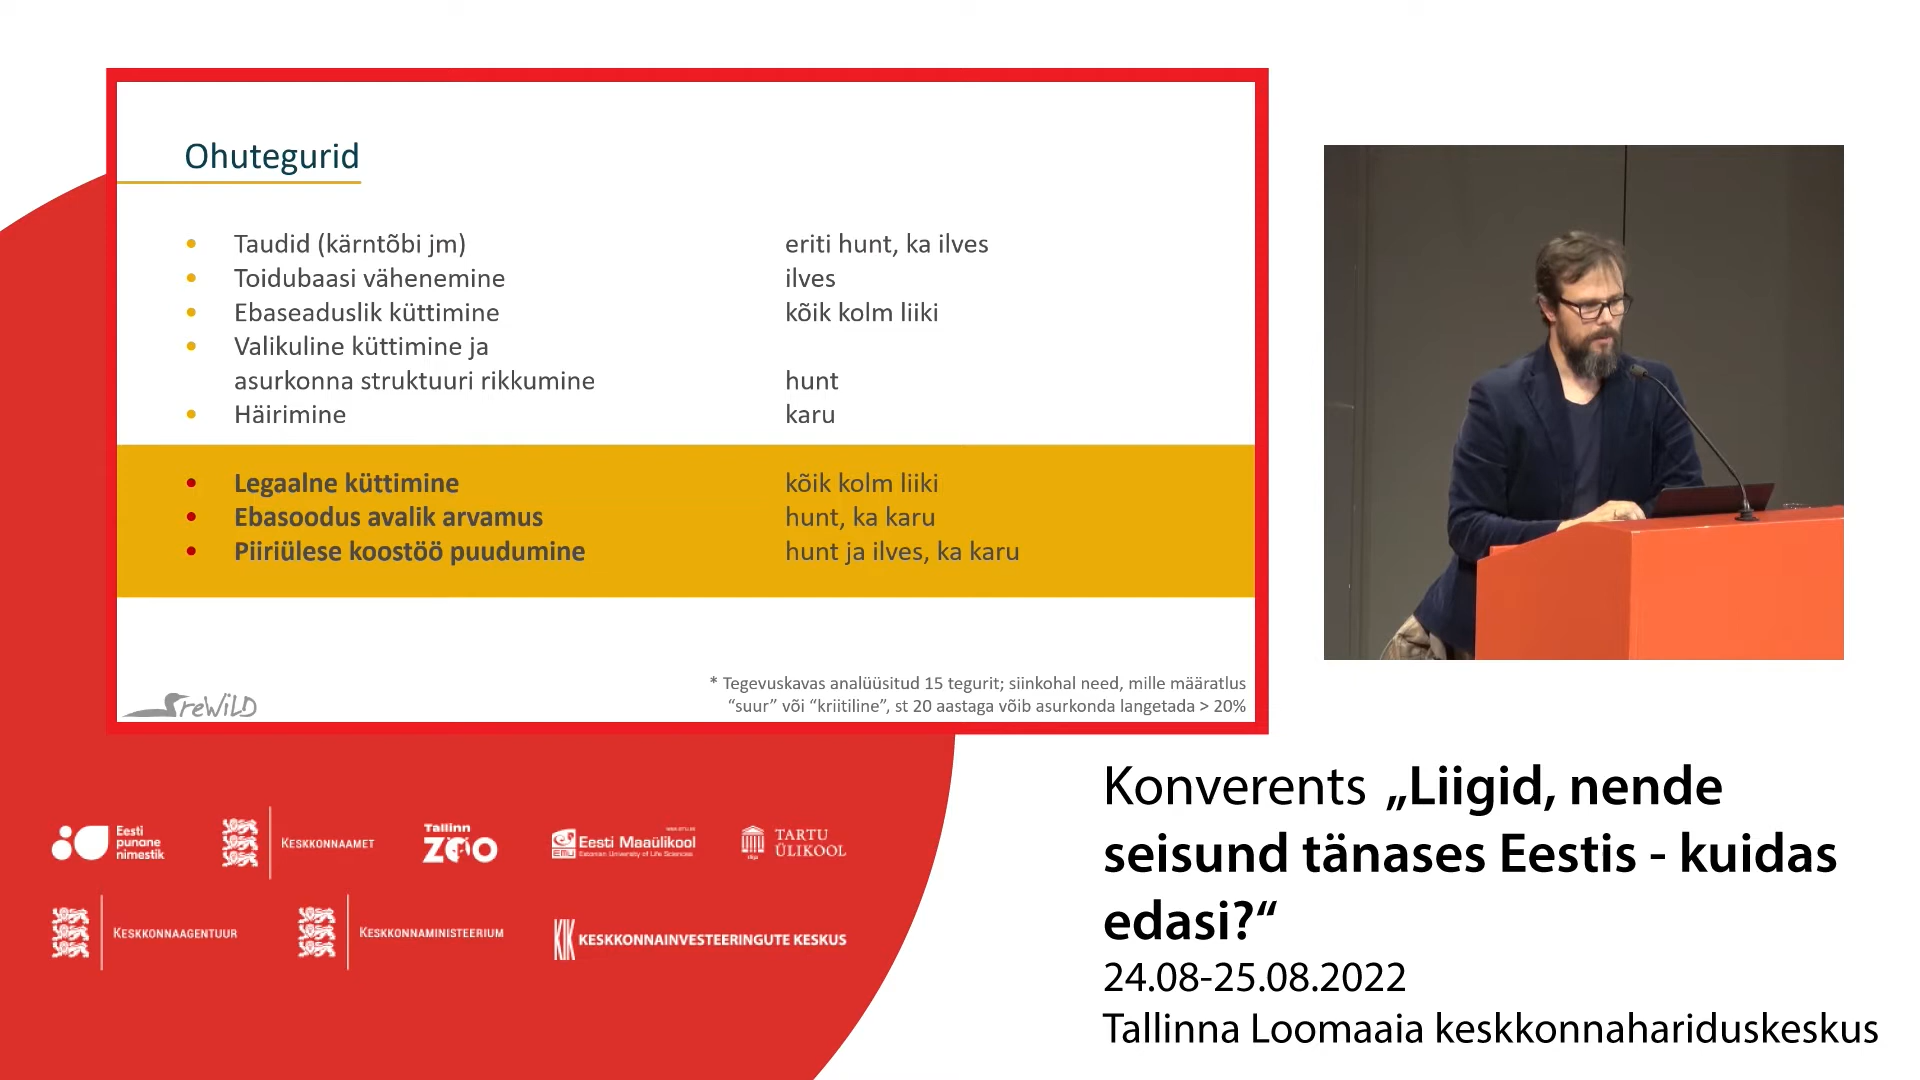 Ohutegurid
• Taudid (kärntõbi jm) eriti hunt, ka ilves
• Toidubaasi vähenemine ilves
• Ebaseaduslik küttimine kõik kolm liiki
• Valikuline küttimine ja
asurkonna struktuuri rikkumine hunt
• Häirimine karu
• Legaalne küttimine kõik kolm liiki
• Ebasoodus avalik arvamus hunt, ka karu
• Piiriülese koostöö puudumine hunt ja ilves, ka karu
* Tegevuskavas analüüsitud 15 tegurit; siinkohal need, mille määratlus
“suur” või “kriitiline”, st 20 aastaga võib asurkonda langetada > 20%
reWiLD
Konverents „Liigid, nende
seisund tänases Eestis - kuidas
edasi?“
24.08-25.08.2022
Tallinna Loomaaia keskkonnahariduskeskus
Eesti
punane
nimestik
KESKKONNAAMET
Tallinn
ZOO
www.emu.ee
Eesti Maaülikool
Estonian University of Life Sciences
EMÜ
TARTU
ÜLIKOOL
KESKKONNAAGENTUUR
KESKKONNAMINISTEERIUM
KIK KESKKONNAINVESTEERINGUTE KESKUS